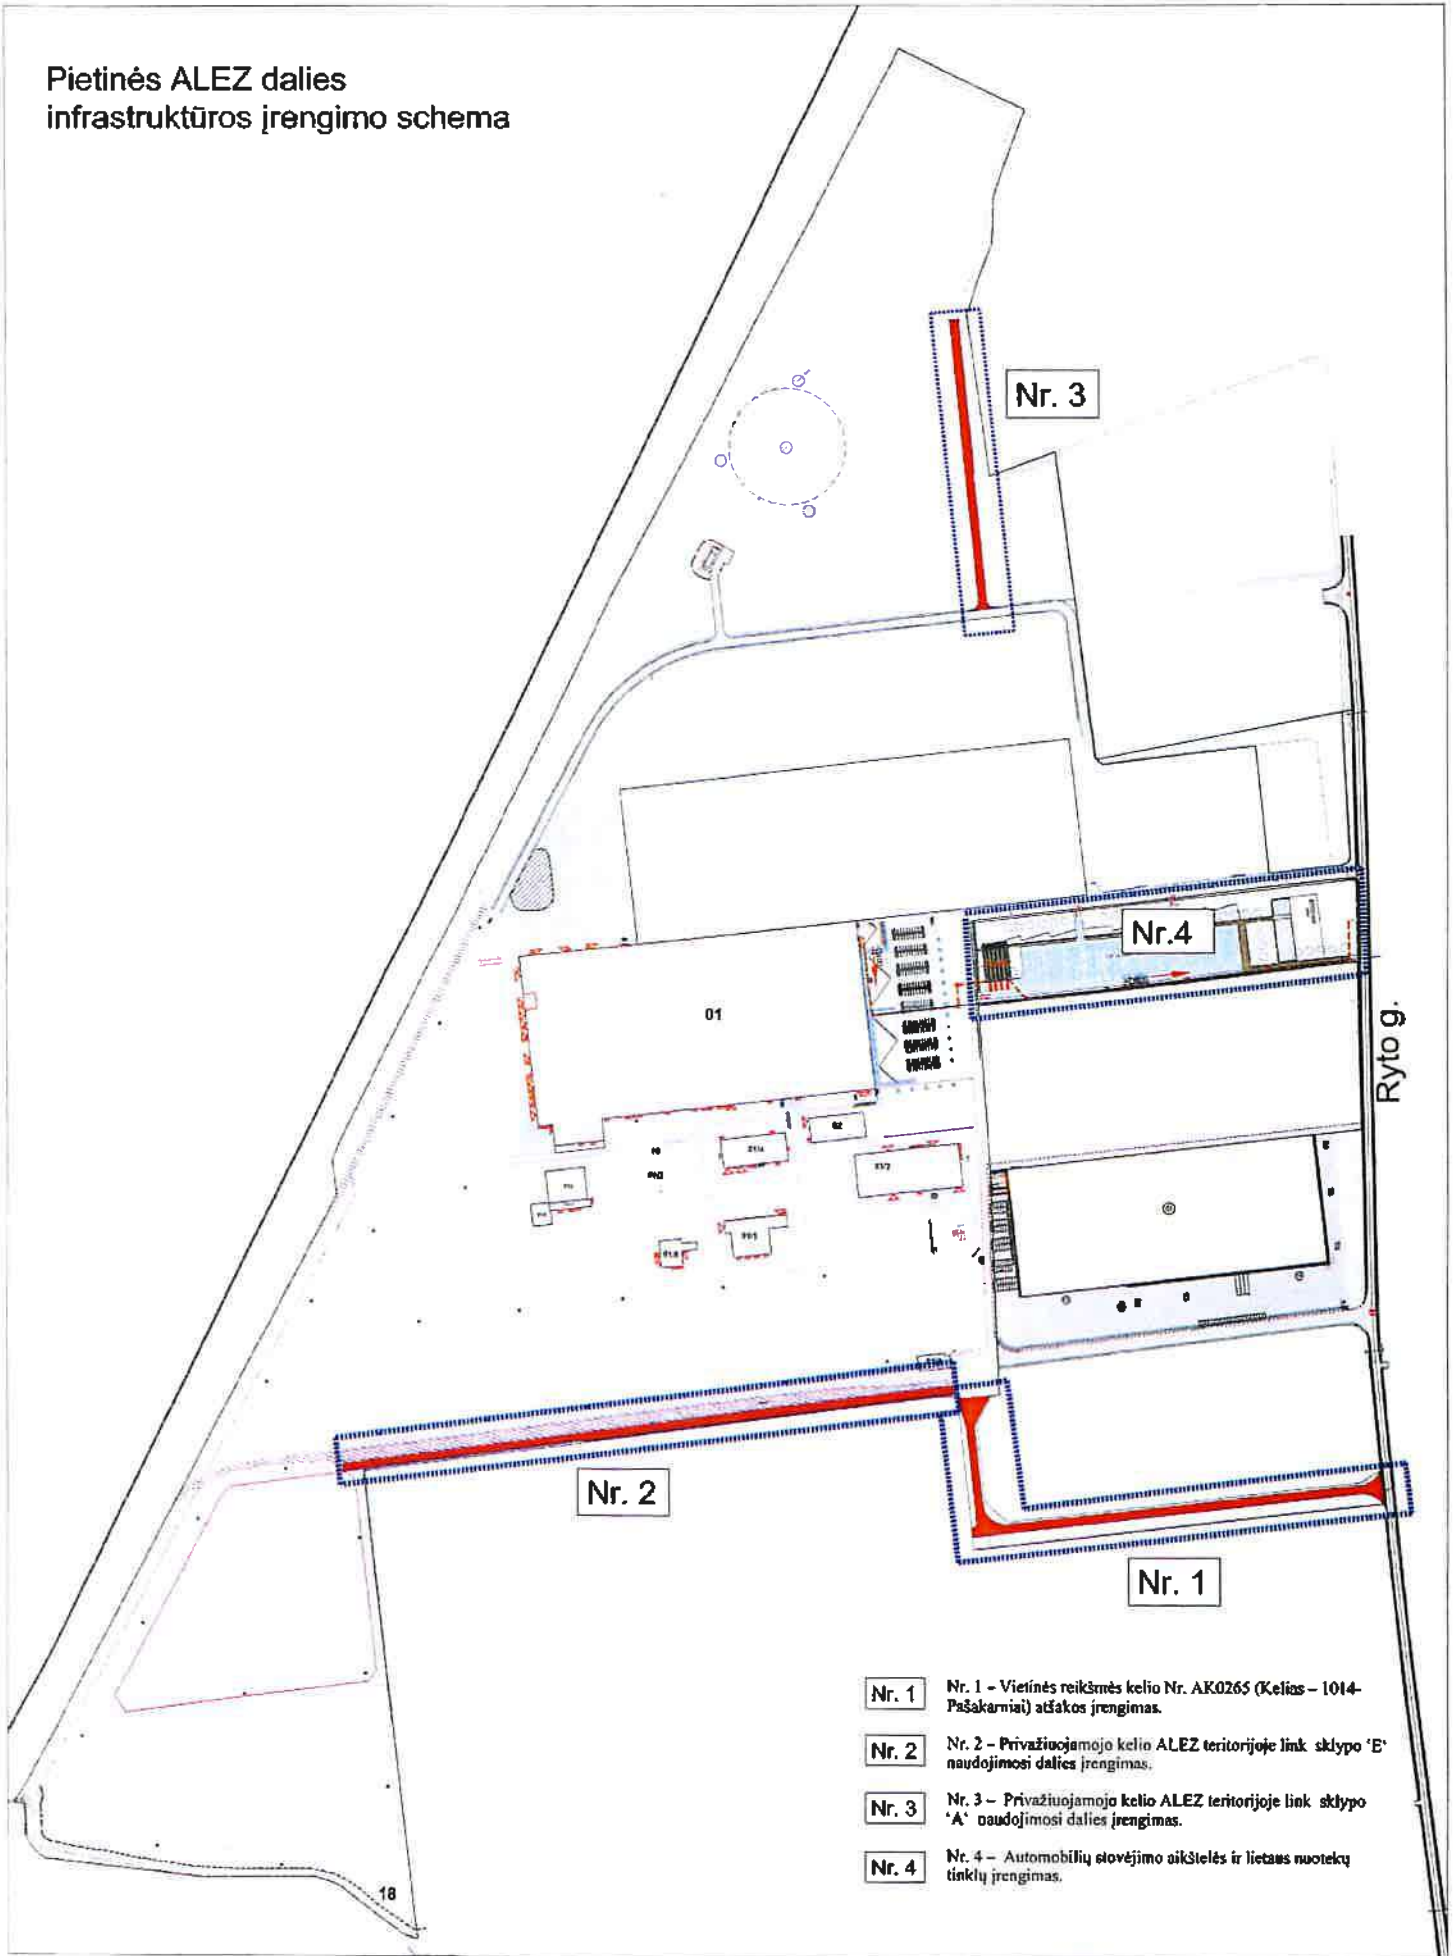 Pietinės ALEZ dalies
infrastruktūros įrengimo schema
Nr. 3
Nr.4
01
Ryto g.
02
Nr. 2
Nr. 1
18
Nr. 1
Nr. 1 – Vietinės reikšmės kelio Nr. AK0265 (Kelias – 1014-
Pašakarniai) atšakos įrengimas.
Nr. 2
Nr. 2 – Privažiuojamojo kelio ALEZ teritorijoje link sklypo ‘E‘
naudojimosi dalies įrengimas.
Nr. 3
Nr. 3 – Privažiuojamojo kelio ALEZ teritorijoje link sklypo
‘A‘ naudojimosi dalies įrengimas.
Nr. 4
Nr. 4 – Automobilių stovėjimo aikštelės ir lietaus nuotekų
tinklų įrengimas.